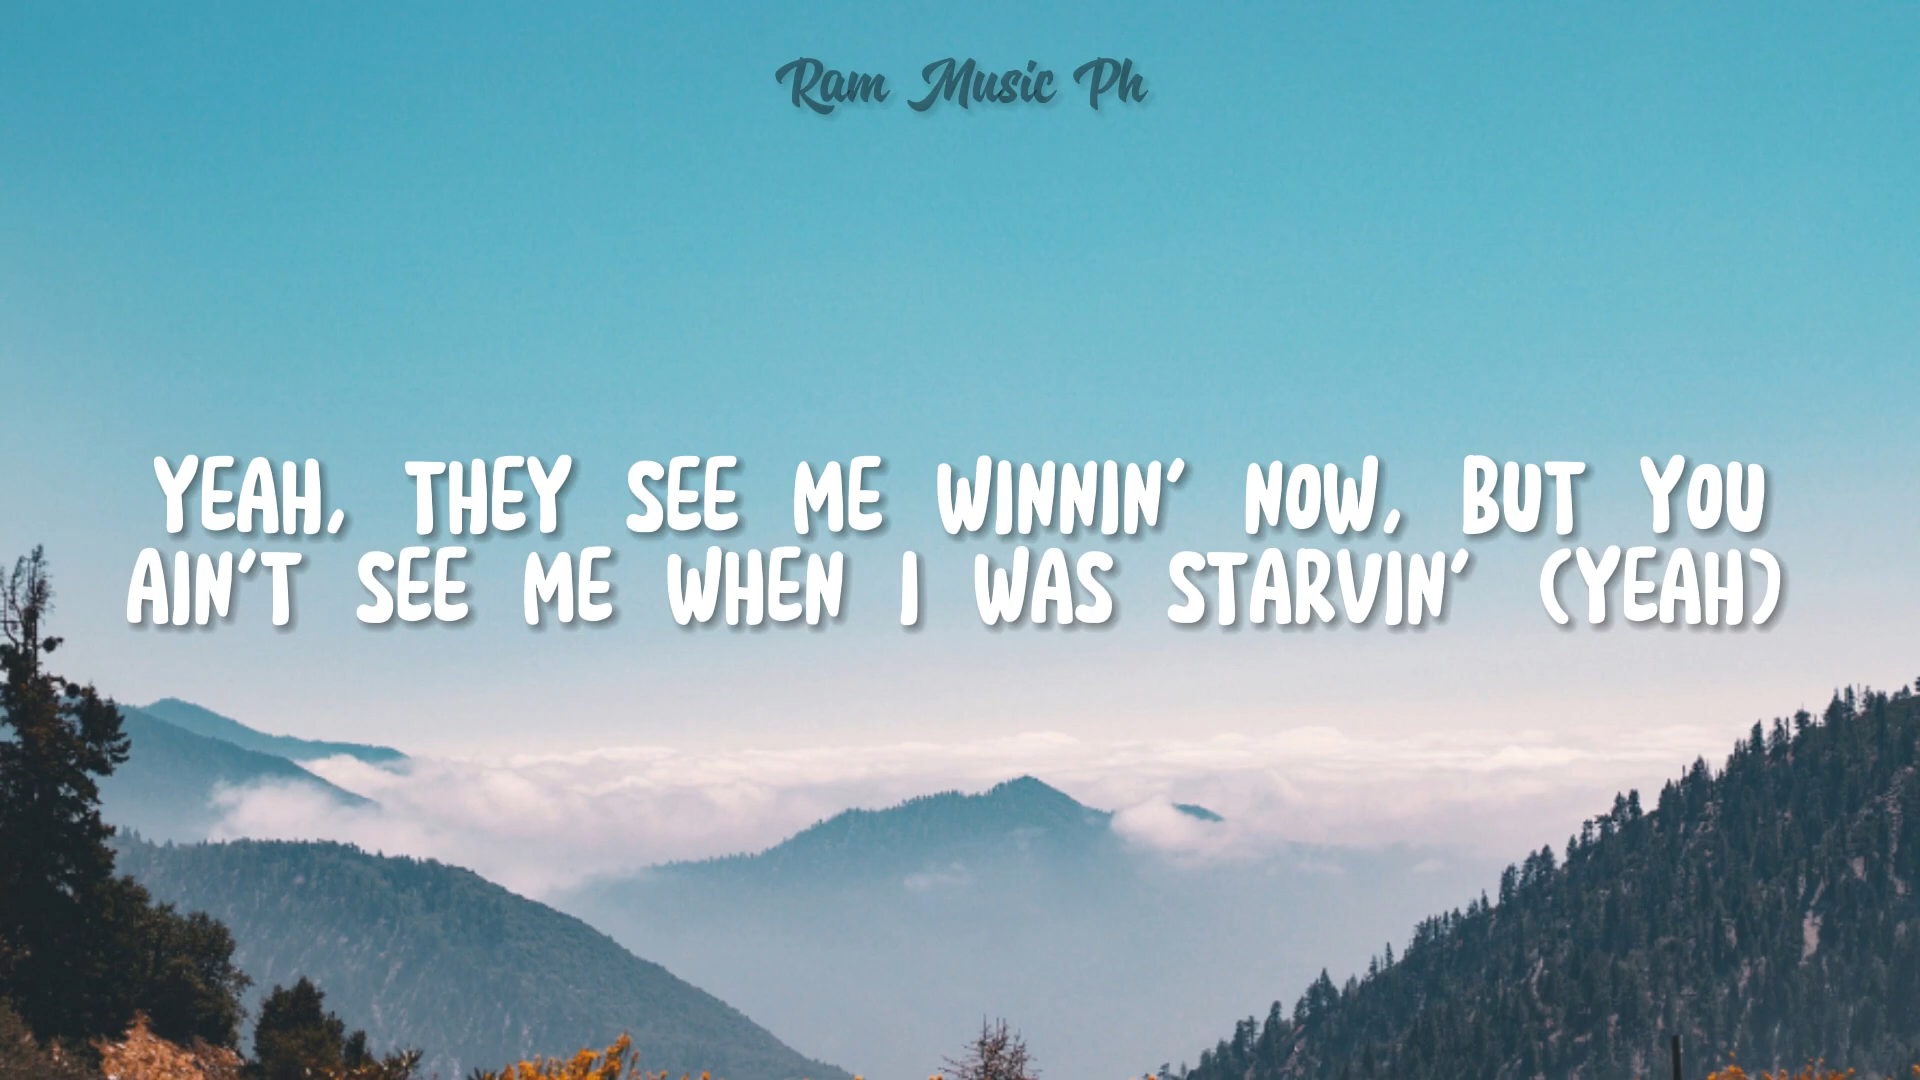 Ram Music Ph
YEAH, THEY SEE ME WINNIN' NOW, BUT YOU
AIN'T SEE ME WHEN I WAS STARVIN' (YEAH)